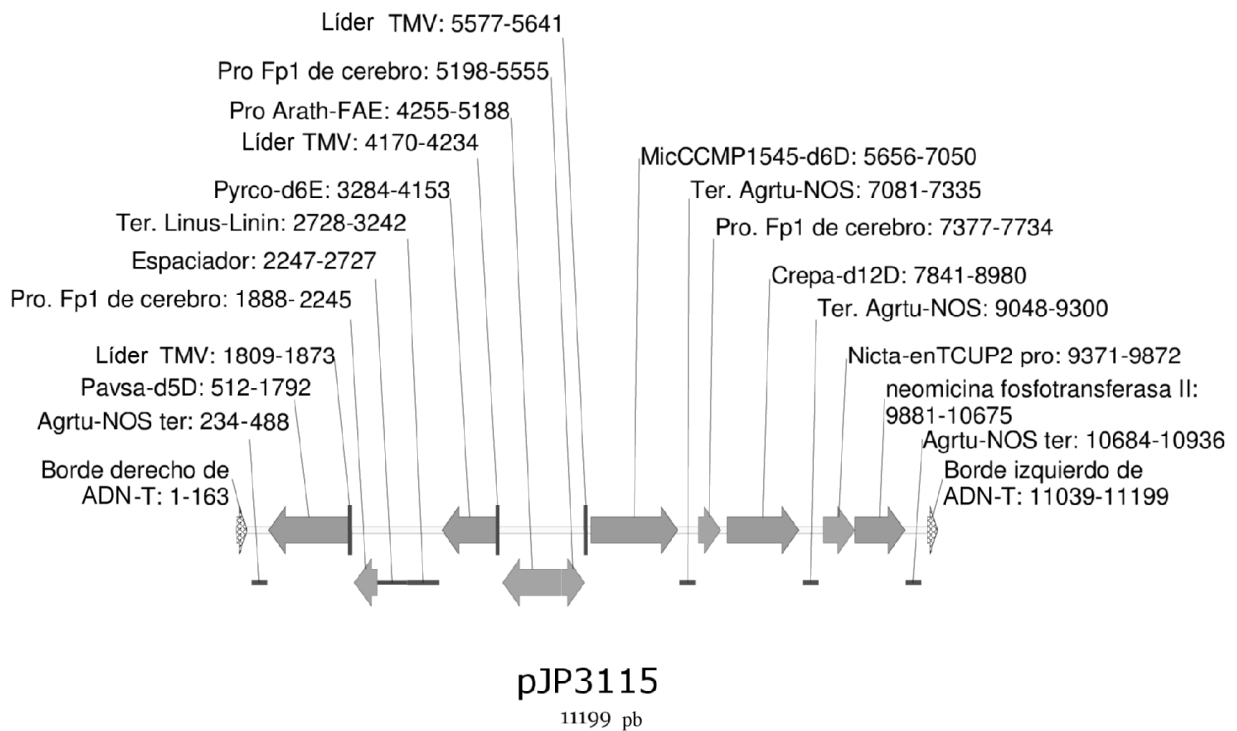 Líder TMV: 5577-5641
Pro Fp1 de cerebro: 5198-5555
Pro Arath-FAE: 4255-5188
Líder TMV: 4170-4234
Pyrco-d6E: 3284-4153
Ter. Linus-Linin: 2728-3242
Espaciador: 2247-2727
Pro. Fp1 de cerebro: 1888-2245
Líder TMV: 1809-1873
Pavsa-d5D: 512-1792
Agrtu-NOS ter: 234-488
Borde derecho de
ADN-T: 1-163
MicCCMP1545-d6D: 5656-7050
Ter. Agrtu-NOS: 7081-7335
Pro. Fp1 de cerebro: 7377-7734
Crepa-d12D: 7841-8980
Ter. Agrtu-NOS: 9048-9300
Nicta-enTCUP2 pro: 9371-9872
neomicina fosfotransferasa II:
9881-10675
Agrtu-NOS ter: 10684-10936
Borde izquierdo de
ADN-T: 11039-11199
pJP3115
11199 pb